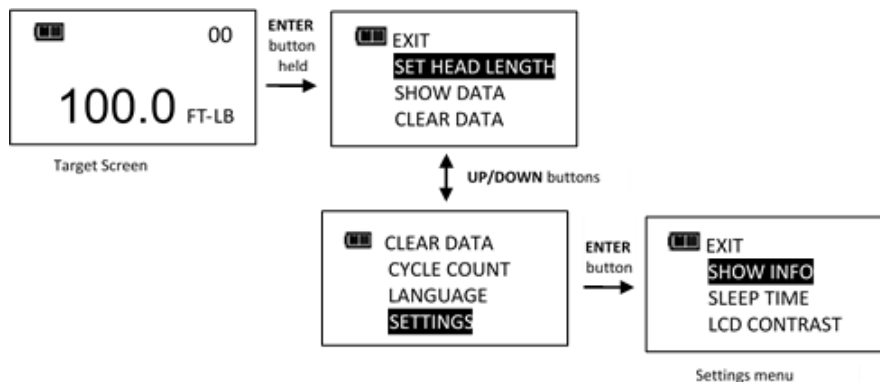 00
100.0 FT-LB
Target Screen
ENTER
button
held
EXIT
SET HEAD LENGTH
SHOW DATA
CLEAR DATA
UP/DOWN buttons
CLEAR DATA
CYCLE COUNT
LANGUAGE
SETTINGS
ENTER
button
EXIT
SHOW INFO
SLEEP TIME
LCD CONTRAST
Settings menu